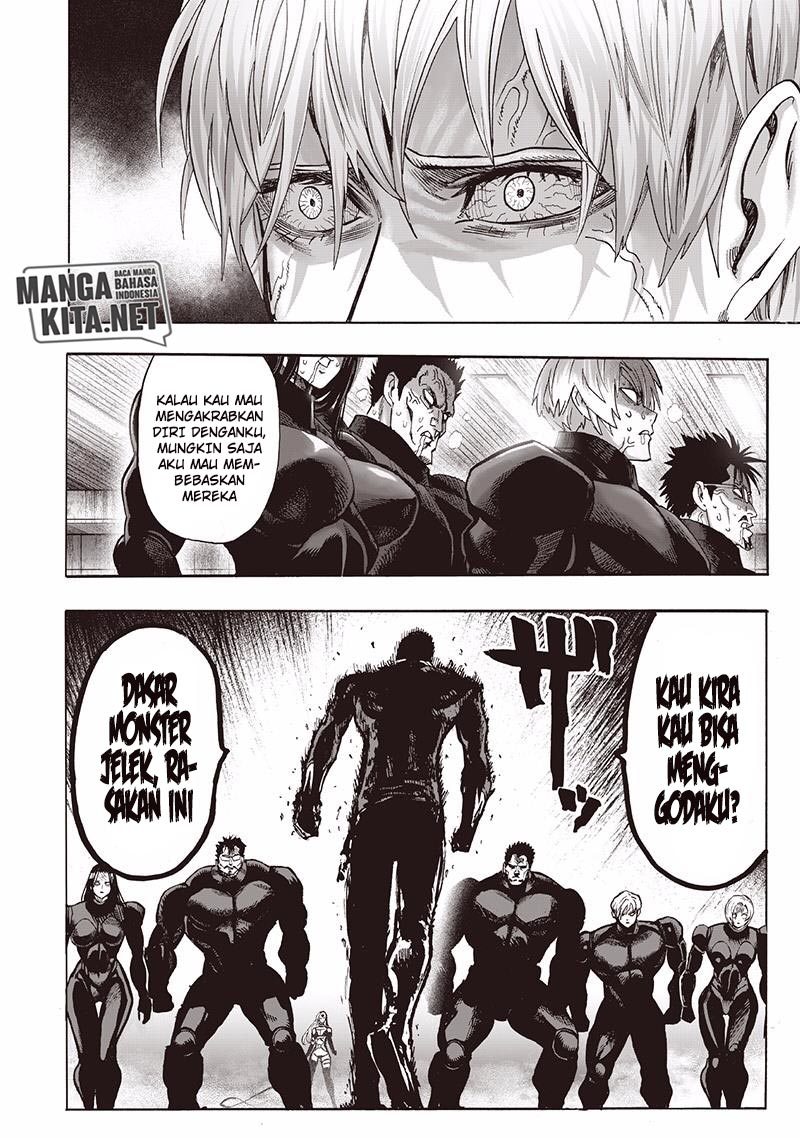 MANGA
KITA.NET
BACA MANGA
BAHASA
INDONESIA
KALAU KAU MAU
MENGAKRABKAN
DIRI DENGANKU,
MUNGKIN SAJA
AKU MAU MEM-
BEBASKAN
MEREKA
KAU KIRA
KAU BISA
MENG-
GODAKU?
DASAR
MONSTER
JELEK, RA-
SAKAN INI